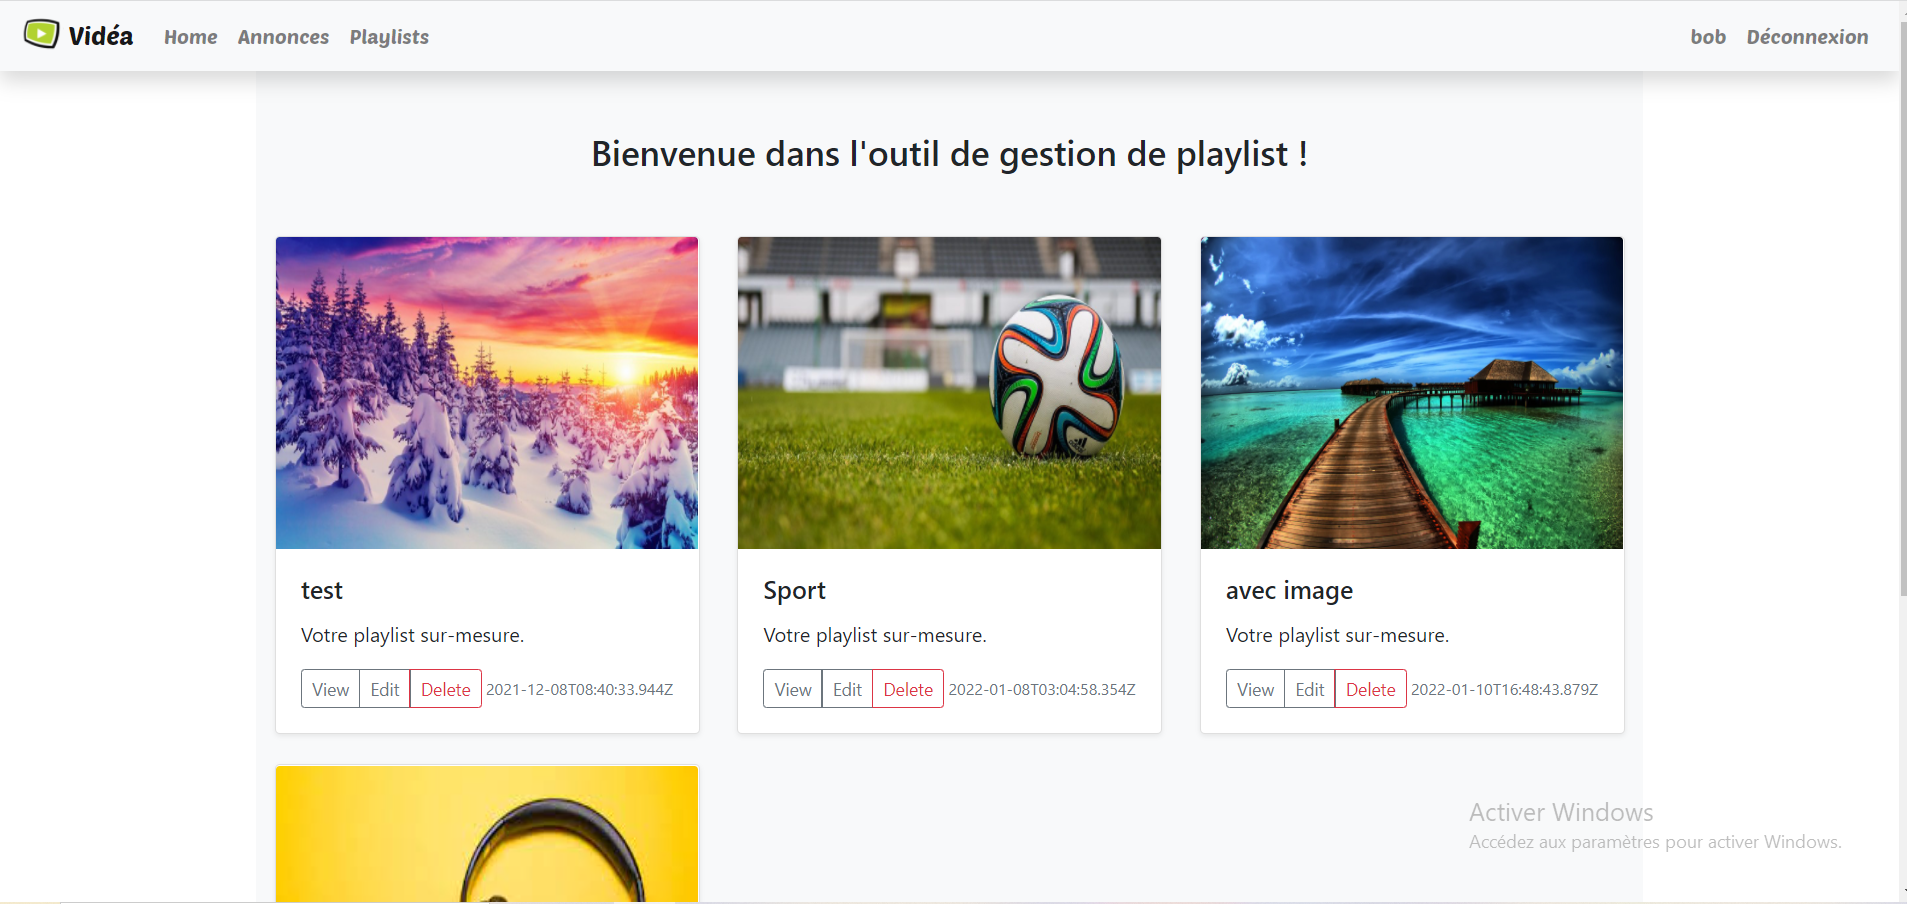 Vidéa Home Annonces Playlists bob Déconnexion
Bienvenue dans l'outil de gestion de playlist !
test
Votre playlist sur-mesure.
View Edit Delete 2021-12-08T08:40:33.944Z
Sport
Votre playlist sur-mesure.
View Edit Delete 2022-01-08T03:04:58.354Z
avec image
Votre playlist sur-mesure.
View Edit Delete 2022-01-10T16:48:43.879Z
Activer Windows
Accédez aux paramètres pour activer Windows.